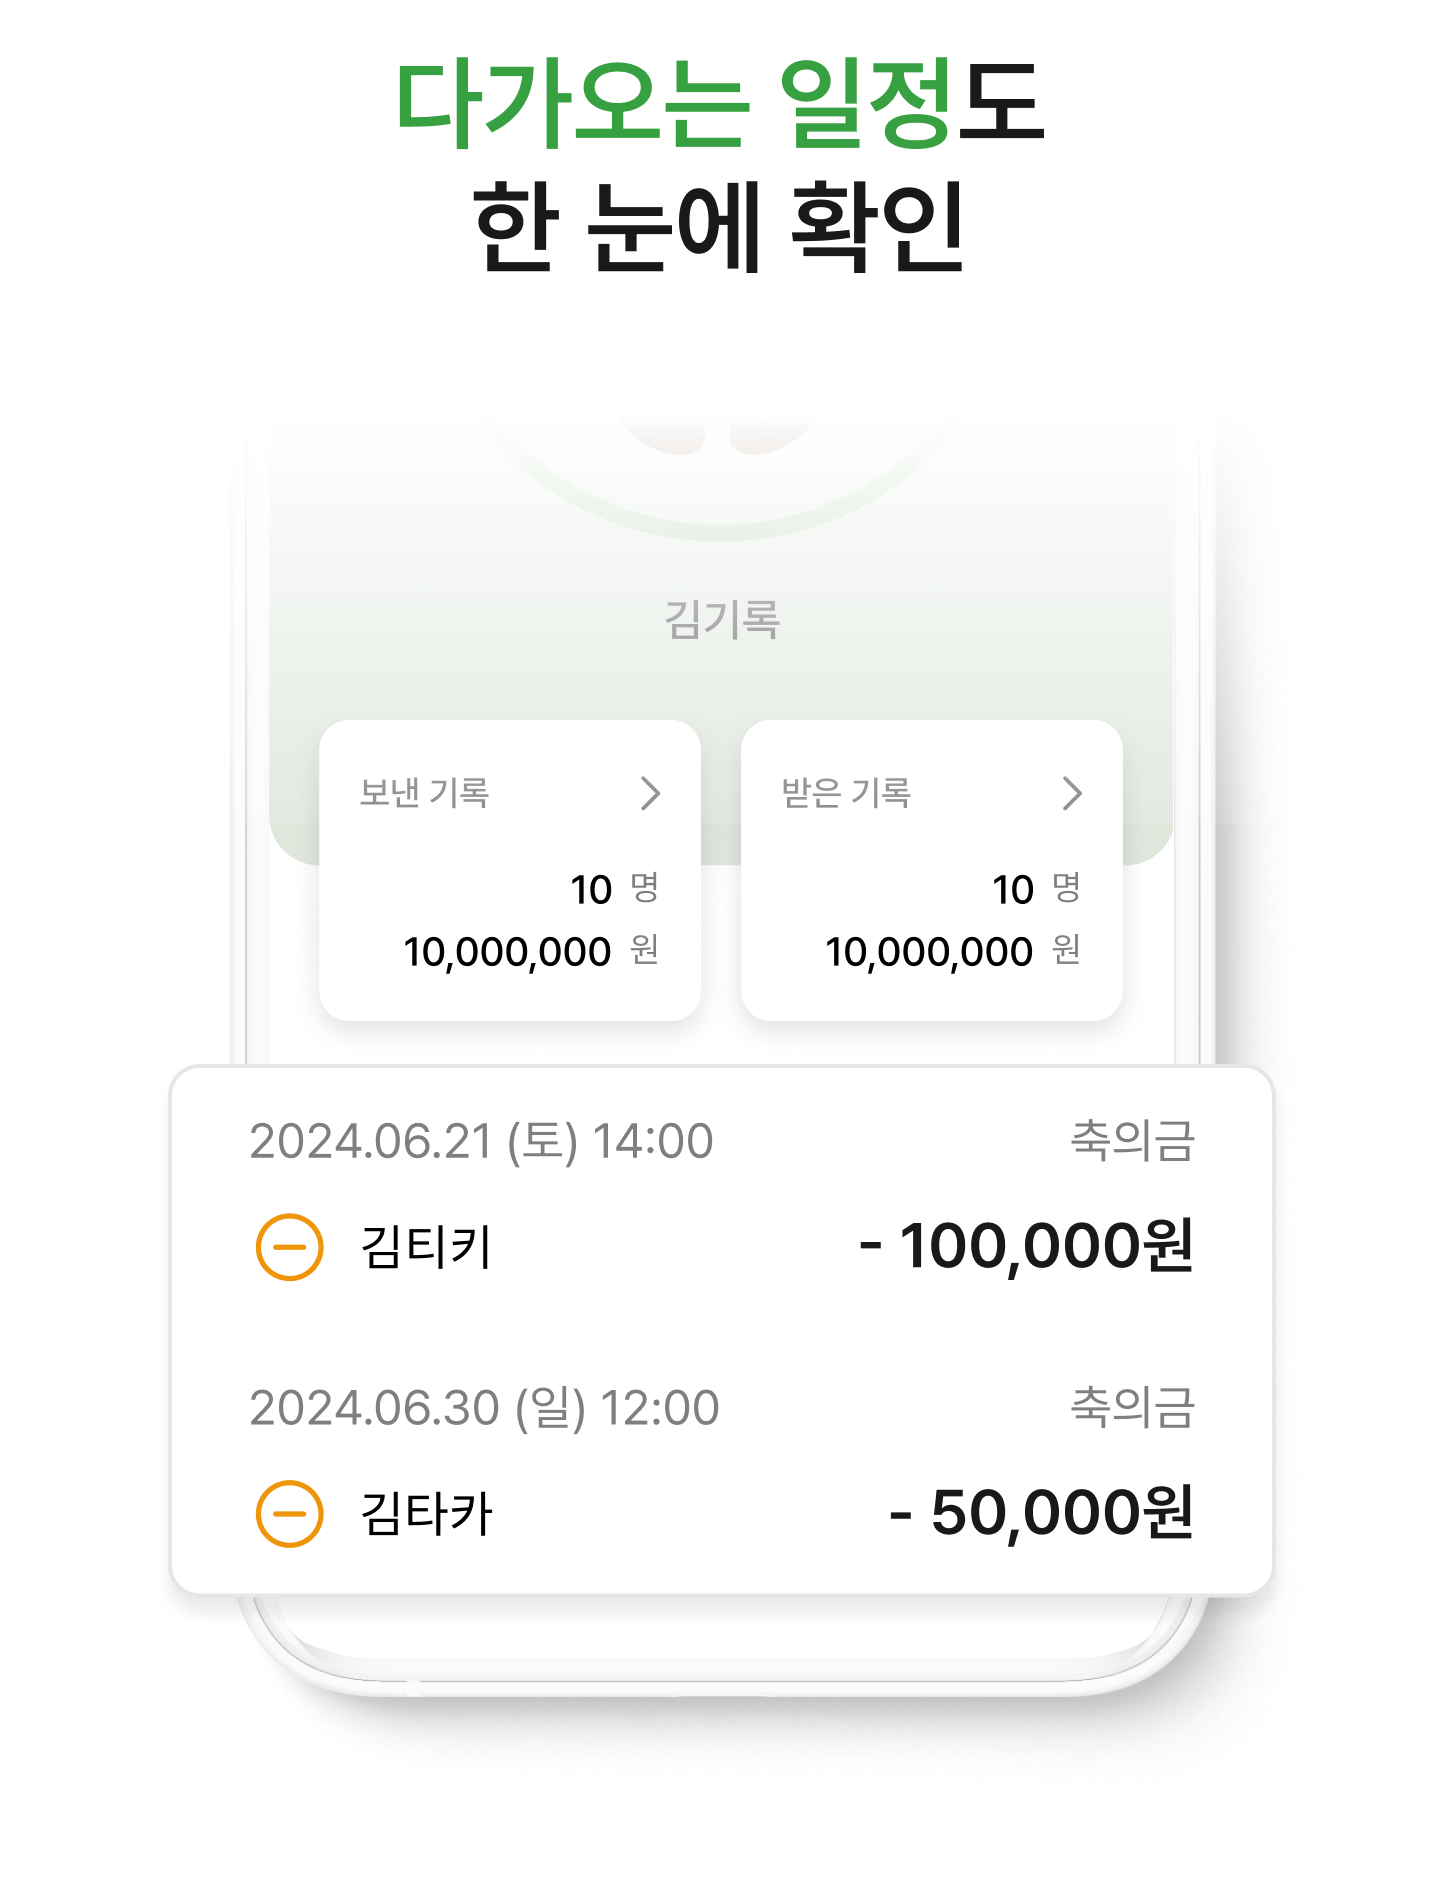 다가오는 일정도
한 눈에 확인
김기록
보낸 기록
10 명
10,000,000 원
받은 기록
10 명
10,000,000 원
2024.06.21 (토) 14:00 축의금
김티키 - 100,000원
2024.06.30 (일) 12:00 축의금
김타카 - 50,000원